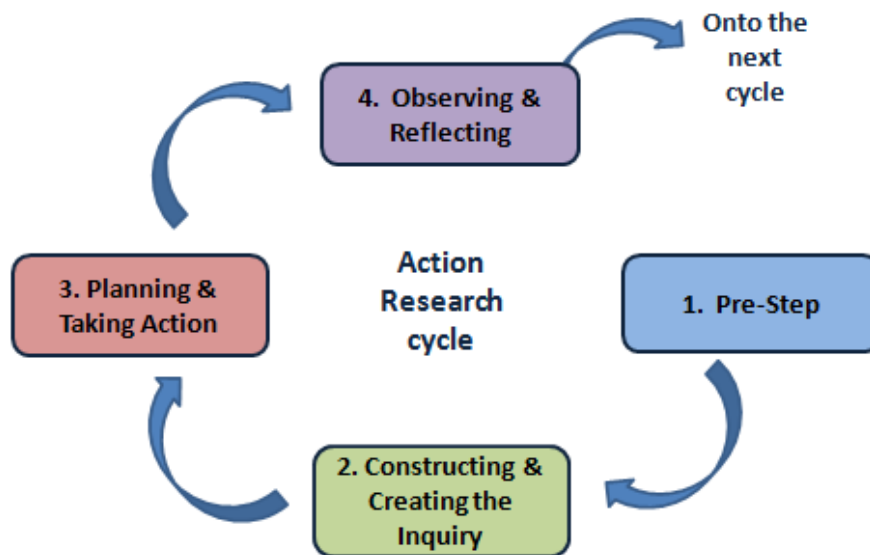 Onto the
next
cycle
4. Observing &
Reflecting
3. Planning &
Taking Action
Action
Research
cycle
1. Pre-Step
2. Constructing &
Creating the
Inquiry